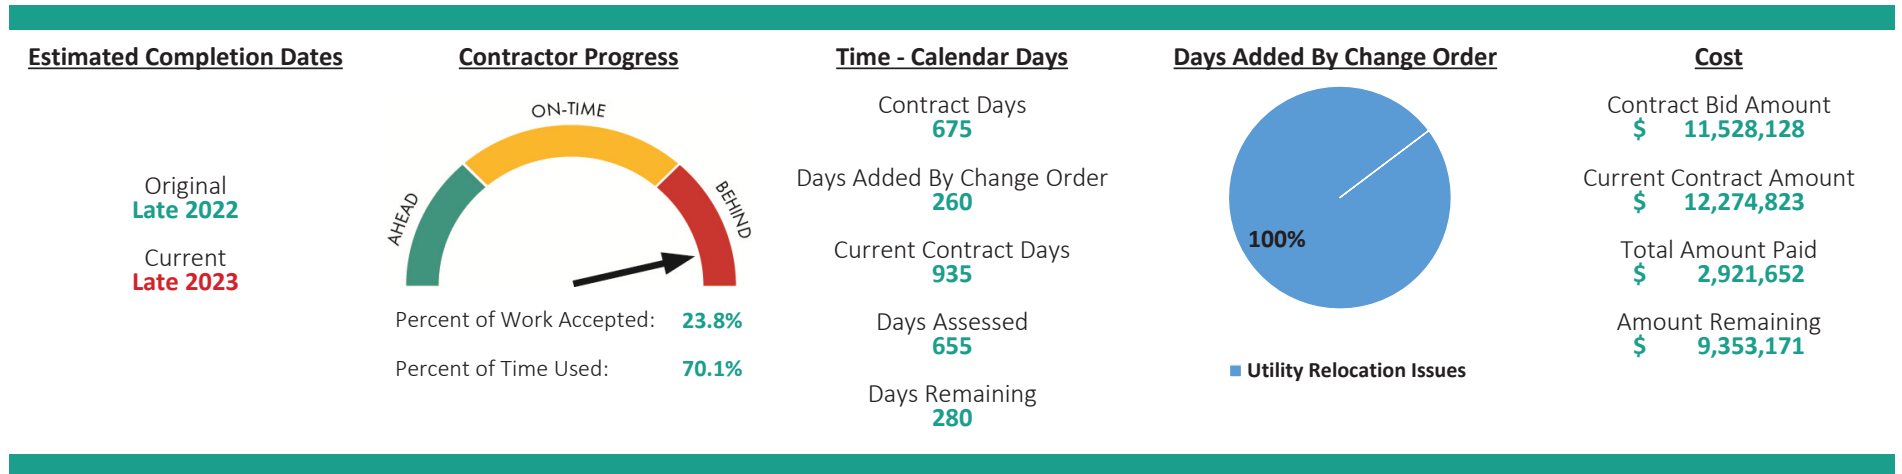 Estimated Completion Dates
Original
Late 2022
Current
Late 2023
Contractor Progress
AHEAD
ON-TIME
BEHIND
Percent of Work Accepted: 23.8%
Percent of Time Used: 70.1%
Time - Calendar Days
Contract Days
675
Days Added By Change Order
260
Current Contract Days
935
Days Assessed
655
Days Remaining
280
Days Added By Change Order
100%
Utility Relocation Issues
Cost
Contract Bid Amount
$ 11,528,128
Current Contract Amount
$ 12,274,823
Total Amount Paid
$ 2,921,652
Amount Remaining
$ 9,353,171